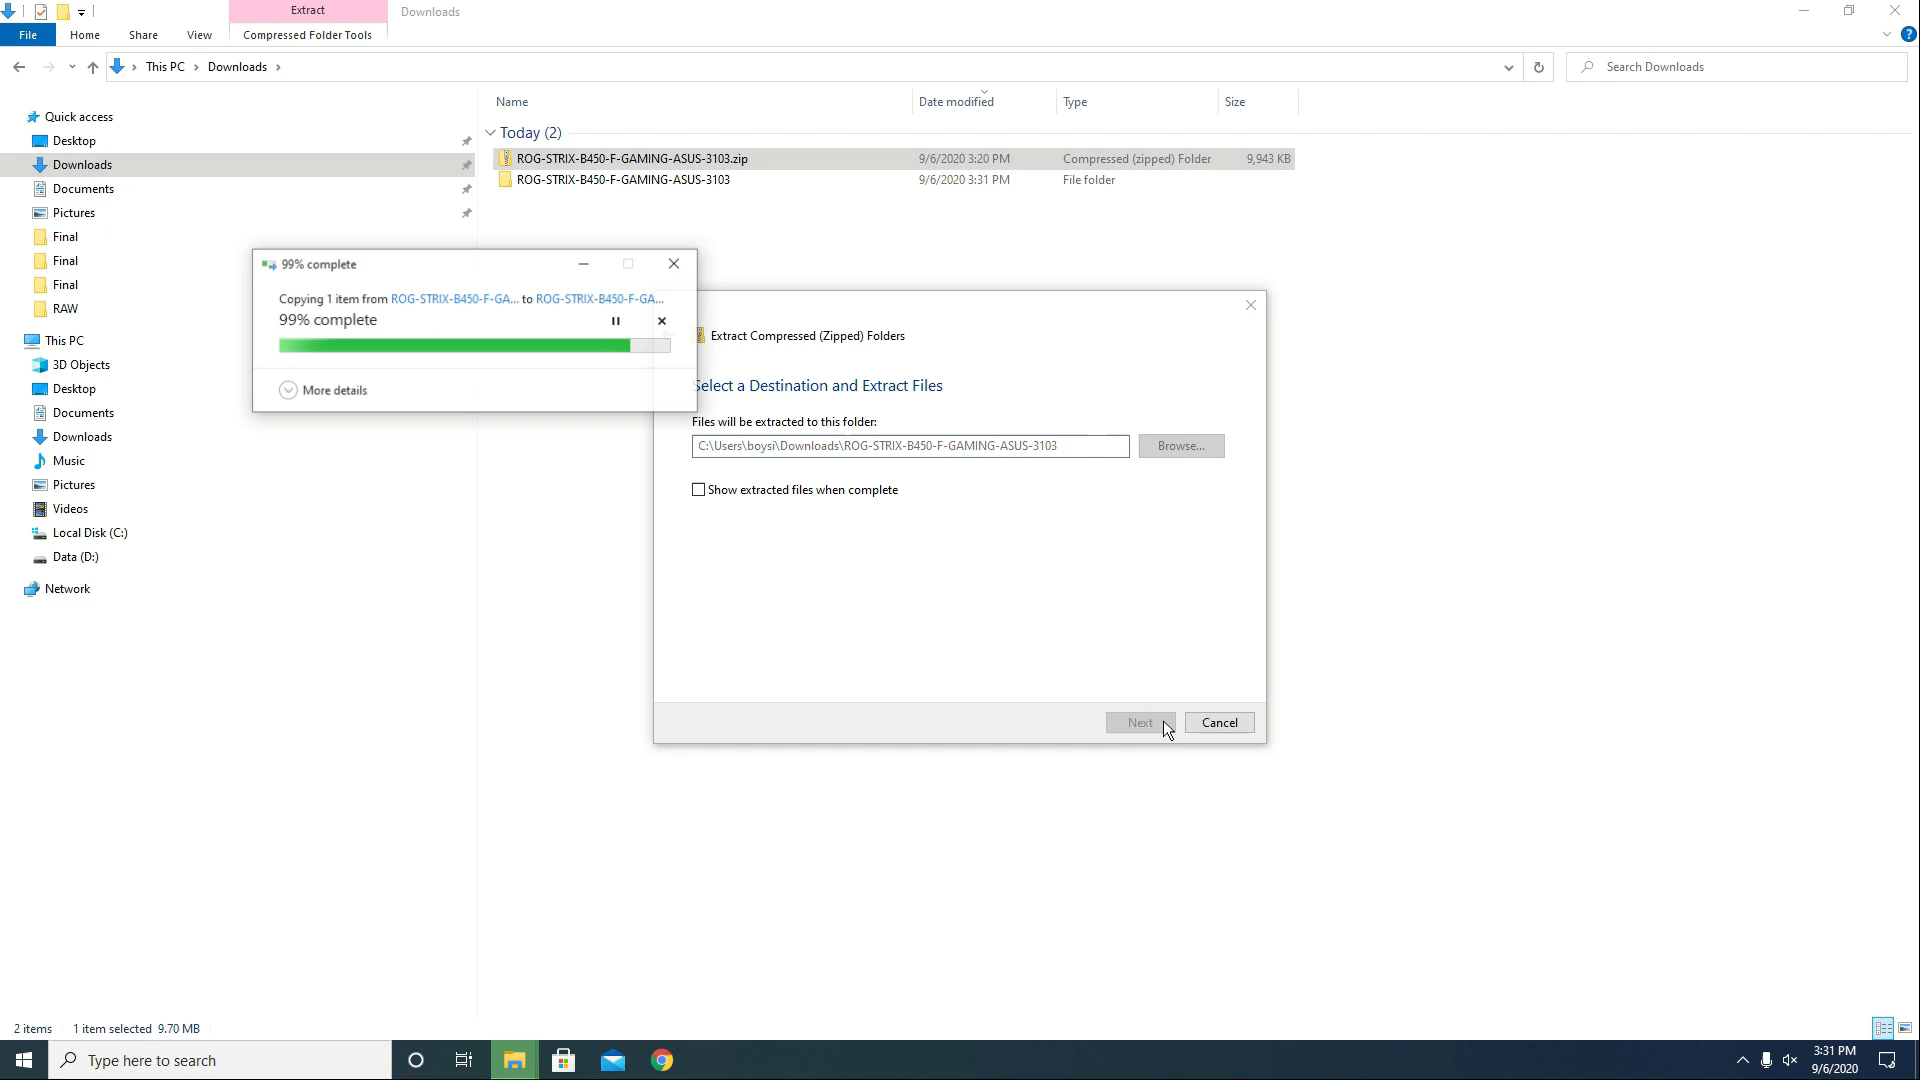 Extract
Downloads
File
Home
Share
View
Compressed Folder Tools
?
This PC
Downloads
Search Downloads
Name
Date modified
Type
Size
Quick access
Desktop
Downloads
Documents
Pictures
Final
Final
Final
RAW
This PC
3D Objects
Desktop
Documents
Downloads
Music
Pictures
Videos
Local Disk (C:)
Data (D:)
Network
Today (2)
ROG-STRIX-B450-F-GAMING-ASUS-3103.zip 9/6/2020 3:20 PM Compressed (zipped) Folder 9,943 KB
ROG-STRIX-B450-F-GAMING-ASUS-3103 9/6/2020 3:31 PM File folder
99% complete
Copying 1 item from ROG-STRIX-B450-F-GA... to ROG-STRIX-B450-F-GA...
99% complete
More details
Extract Compressed (Zipped) Folders
Select a Destination and Extract Files
Files will be extracted to this folder:
C:\Users\boysi\Downloads\ROG-STRIX-B450-F-GAMING-ASUS-3103
Browse...
Show extracted files when complete
Next
Cancel
2 items 1 item selected 9.70 MB
Type here to search
3:31 PM
9/6/2020